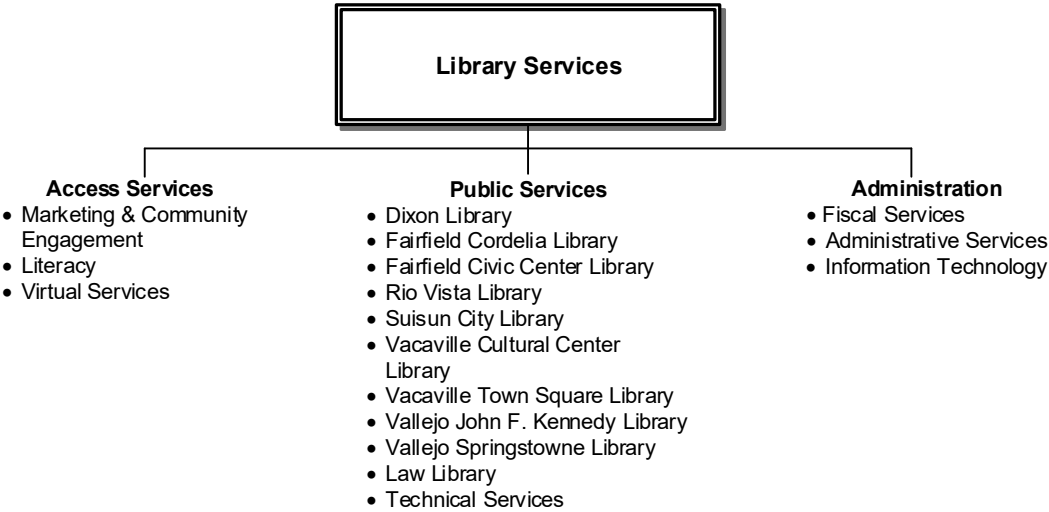 Library Services
Access Services
• Marketing & Community
Engagement
• Literacy
• Virtual Services
Public Services
• Dixon Library
• Fairfield Cordelia Library
• Fairfield Civic Center Library
• Rio Vista Library
• Suisun City Library
• Vacaville Cultural Center
Library
• Vacaville Town Square Library
• Vallejo John F. Kennedy Library
• Vallejo Springstowne Library
• Law Library
• Technical Services
Administration
• Fiscal Services
• Administrative Services
• Information Technology